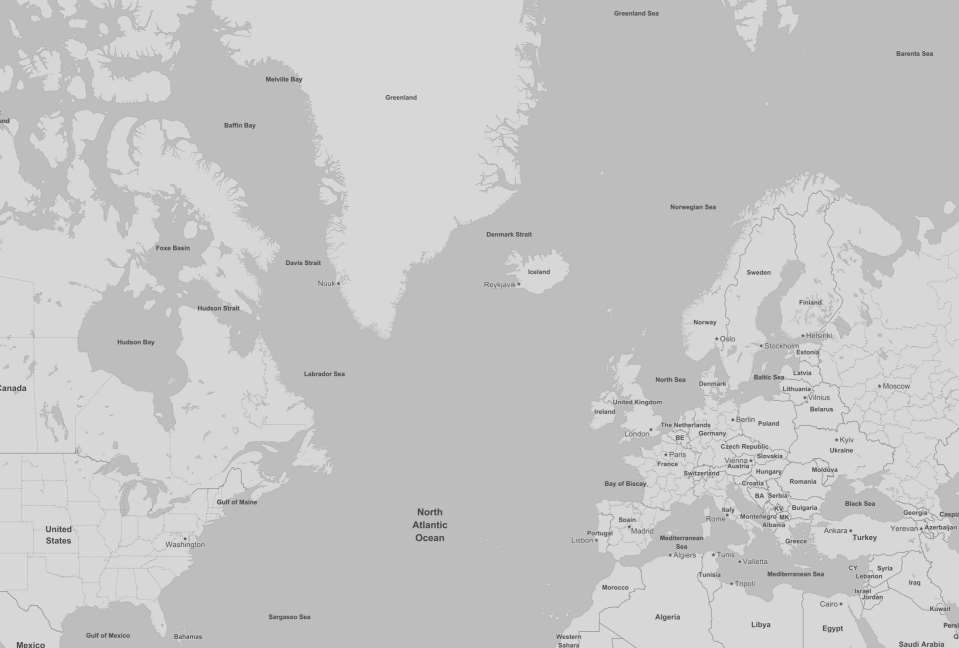 Greenland Sea
Barents Sea
Melville Bay
Greenland
Baffin Bay
Norwegian Sea
Denmark Strait
Foxe Basin
Davis Strait
Iceland
Sweden
Nuuk
Reykjavik
Finland
Hudson Strait
Norway
Helsinki
Oslo
Stockholm
Hudson Bay
Estonia
Latvia
Labrador Sea
North Sea
Baltic Sea
Denmark
Lithuania
Moscow
Canada
Vilnius
United Kingdom
Belarus
Ireland
Berlin
Poland
The Netherlands
London
Germany
BE
Kyiv
Czech Republic
Ukraine
Paris
Slovakia
Vienna
France
Austria
Moldova
Switzerland
Hungary
Romania
Bay of Biscay
Croatia
BA
Serbia
Gulf of Maine
Black Sea
KV
Bulgaria
North
Atlantic
Ocean
Italy
Georgia
Caspi
Rome
Montenegro
MK
Spain
Albania
Azerbaijan
Yerevan
United
States
Madrid
Ankara
Portugal
Turkey
Lisbon
Mediterranean
Sea
Greece
Washington
Algiers
Tunis
Valletta
CY
Syria
Tunisia
Mediterranean Sea
Lebanon
Iraq
Tripoli
Morocco
Israel
Jordan
Cairo
Kuwait
Sargasso Sea
Algeria
Libya
Egypt
Persi
Gulf of Mexico
Bahamas
Western
Sahara
Mexico
Saudi Arabia